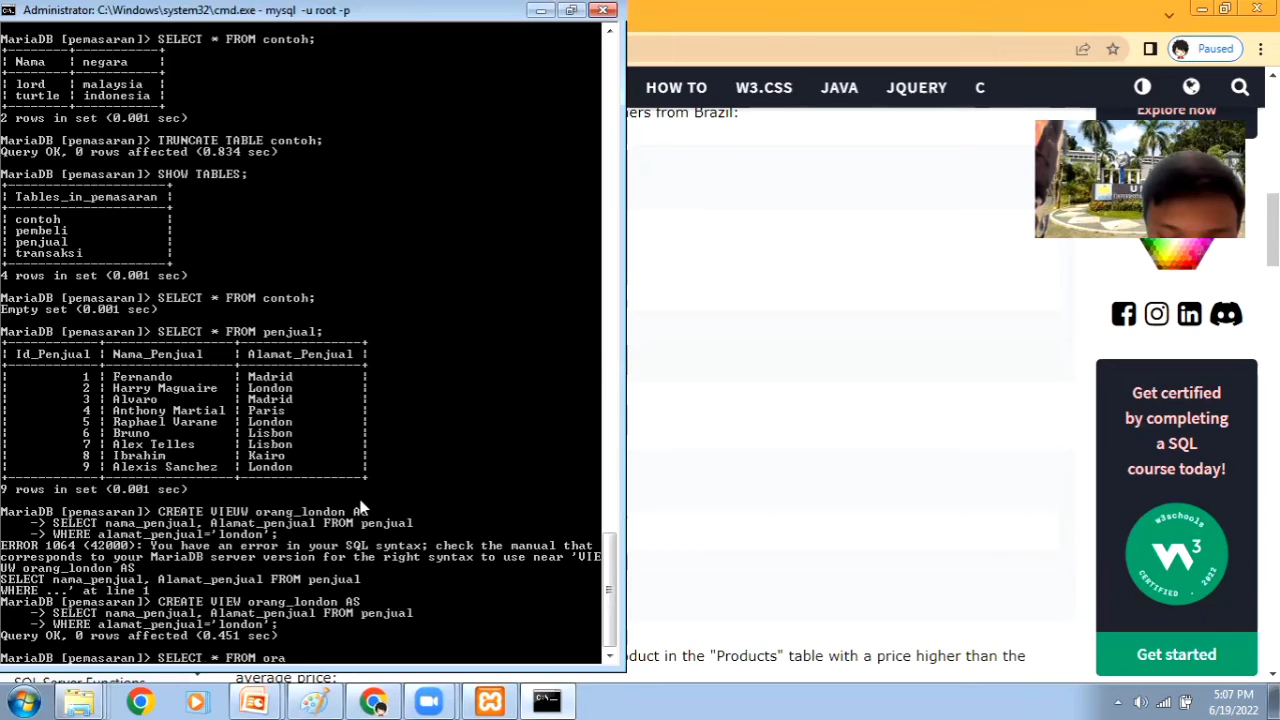 Administrator: C:\Windows\system32\cmd.exe - mysql -u root -p
MariaDB [pemasaran]> SELECT * FROM contoh;
Nama negara
lord malaysia
turtle indonesia
2 rows in set (0.001 sec)
MariaDB [pemasaran]> TRUNCATE TABLE contoh;
Query OK, 0 rows affected (0.834 sec)
MariaDB [pemasaran]> SHOW TABLES;
Tables_in_pemasaran
contoh
pembeli
penjual
transaksi
4 rows in set (0.001 sec)
MariaDB [pemasaran]> SELECT * FROM contoh;
Empty set (0.001 sec)
MariaDB [pemasaran]> SELECT * FROM penjual;
Id_Penjual Nama_Penjual Alamat_Penjual
1 Fernando Madrid
2 Harry Maguaire London
3 Alvaro Madrid
4 Anthony Martial Paris
5 Raphael Varane London
6 Bruno Lisbon
7 Alex Telles Lisbon
8 Ibrahim Kairo
9 Alexis Sanchez London
9 rows in set (0.001 sec)
MariaDB [pemasaran]> CREATE VIEUW orang_london AS
-> SELECT nama_penjual, Alamat_penjual FROM penjual
-> WHERE alamat_penjual='london';
ERROR 1064 (42000): You have an error in your SQL syntax; check the manual that
corresponds to your MariaDB server version for the right syntax to use near 'VIE
UW orang_london AS
SELECT nama_penjual, Alamat_penjual FROM penjual
WHERE ...' at line 1
MariaDB [pemasaran]> CREATE VIEW orang_london AS
-> SELECT nama_penjual, Alamat_penjual FROM penjual
-> WHERE alamat_penjual='london';
Query OK, 0 rows affected (0.451 sec)
MariaDB [pemasaran]> SELECT * FROM ora
Paused
HOW TO W3.CSS JAVA JQUERY C
ers from Brazil:
Explore now
Get certified
by completing
a SQL
course today!
w3schools
W3
CERTIFIED . 2022
Get started
duct in the "Products" table with a price higher than the
average price:
SQL Server Functions
5:07 PM
6/19/2022